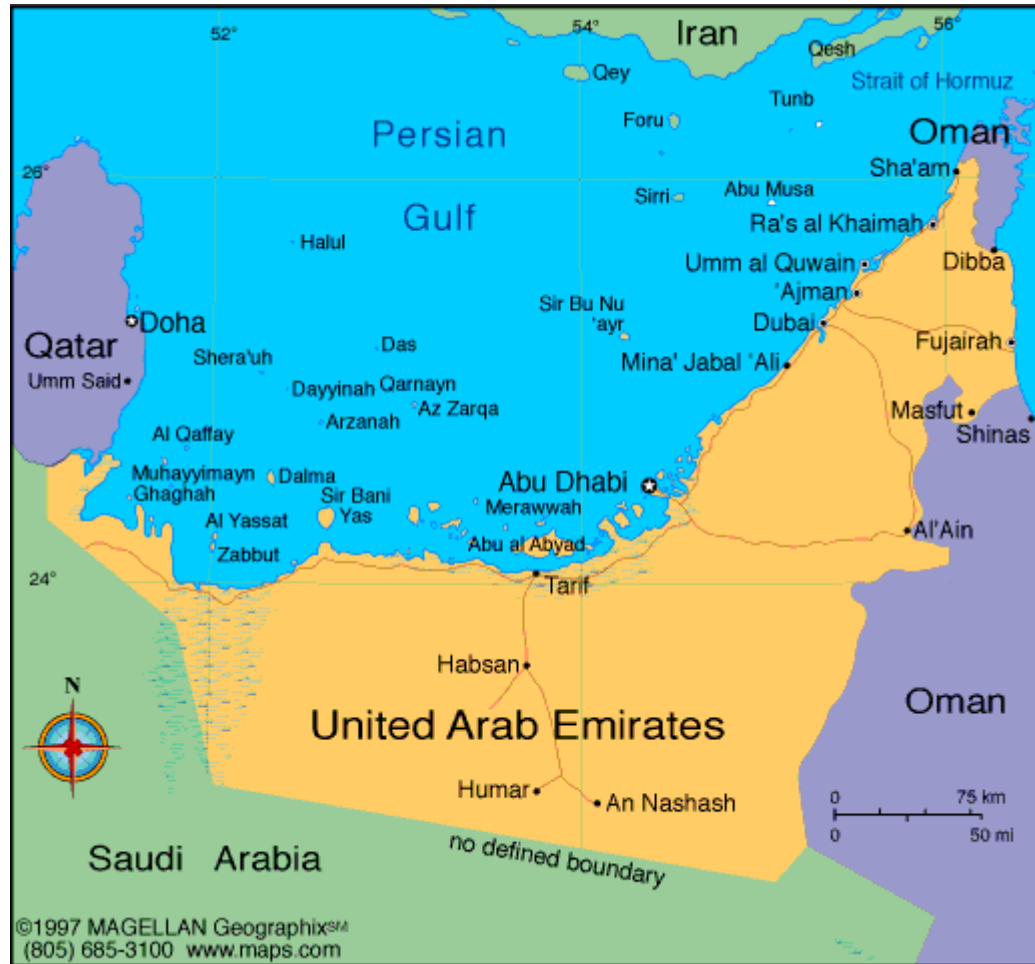 52°
54°
56°
Iran
Qesh
Qey
Strait of Hormuz
Tunb
Foru
Persian
Oman
26°
Sha'am
Abu Musa
Sirri
Gulf
Ra's al Khaimah
Halul
Umm al Quwain
Dibba
'Ajman
Sir Bu Nu
'ayr
Doha
Dubai
Qatar
Fujairah
Das
Shera'uh
Mina' Jabal 'Ali
Umm Said
Dayyinah
Qarnayn
Az Zarqa
Masfut
Arzanah
Shinas
Al Qaffay
Muhayyimayn
Dalma
Abu Dhabi
Ghaghah
Sir Bani
Yas
Merawwah
Al Yassat
Al'Ain
Abu al Abyad
Zabbut
24°
Tarif
Habsan
N
United Arab Emirates
Oman
Humar
An Nashash
0
75 km
0
50 mi
no defined boundary
Saudi Arabia
©1997 MAGELLAN Geographix℠
(805) 685-3100 www.maps.com